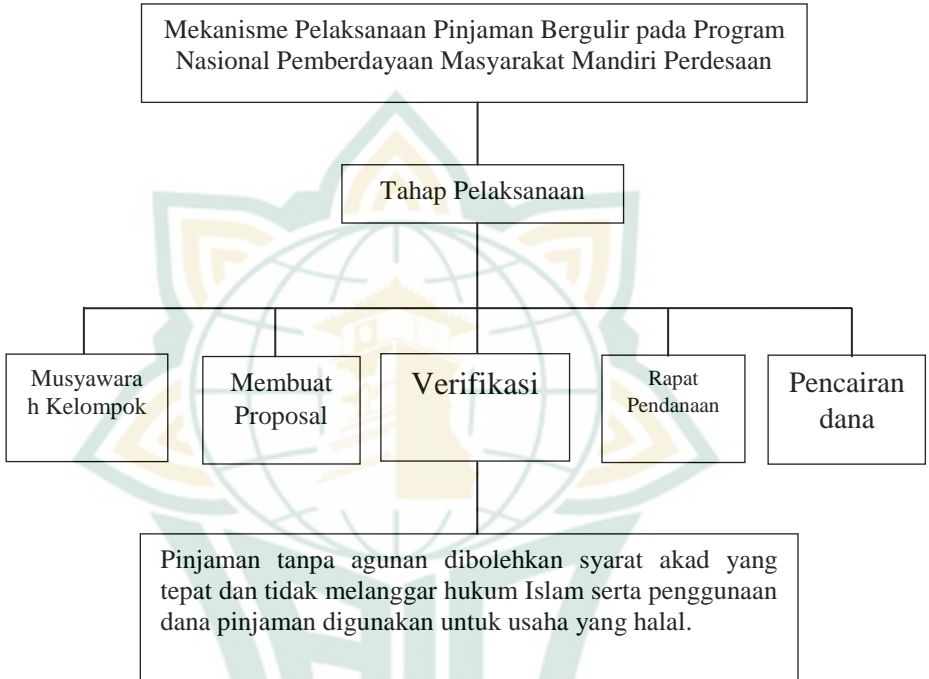 Mekanisme Pelaksanaan Pinjaman Bergulir pada Program
Nasional Pemberdayaan Masyarakat Mandiri Perdesaan
Tahap Pelaksanaan
Musyawara
h Kelompok
Membuat
Proposal
Verifikasi
Rapat
Pendanaan
Pencairan
dana
Pinjaman tanpa agunan dibolehkan syarat akad yang
tepat dan tidak melanggar hukum Islam serta penggunaan
dana pinjaman digunakan untuk usaha yang halal.